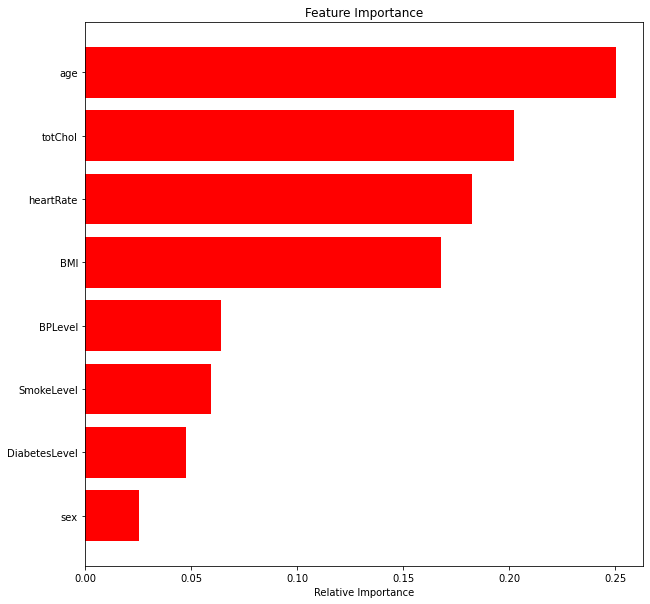 Feature Importance
age
totChol
heartRate
BMI
BPLevel
SmokeLevel
DiabetesLevel
sex
0.00 0.05 0.10 0.15 0.20 0.25
Relative Importance